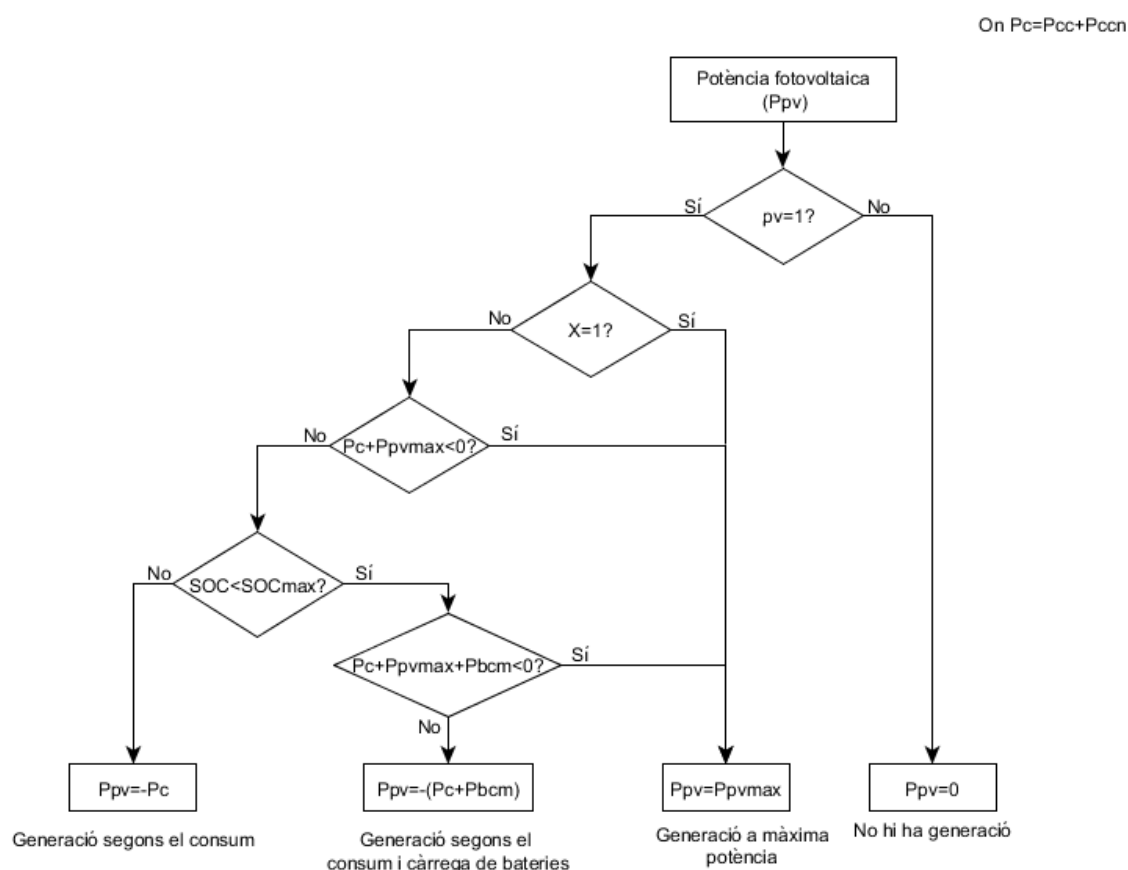 On Pc=Pcc+Pccn
Potència fotovoltaica
(Ppv)
pv=1?
Sí
No
X=1?
No
Sí
Pc+Ppvmax<0?
No
Sí
SOC<SOCmax?
No
Sí
Pc+Ppvmax+Pbcm<0?
Sí
No
Ppv=-Pc
Ppv=-(Pc+Pbcm)
Ppv=Ppvmax
Ppv=0
Generació segons el consum
Generació segons el
consum i càrrega de bateries
Generació a màxima
potència
No hi ha generació